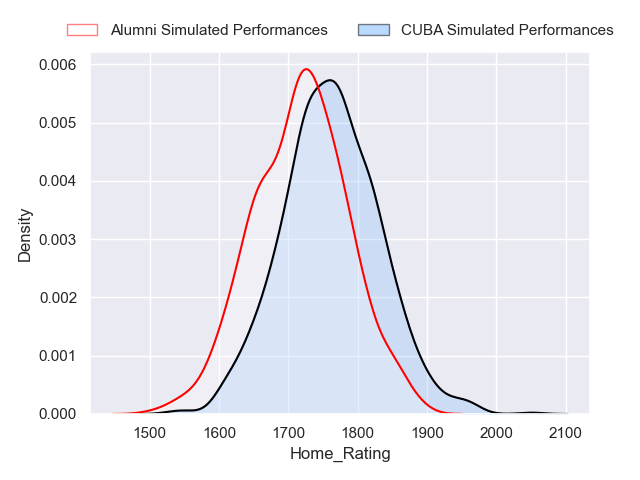 Alumni Simulated Performances CUBA Simulated Performances
0.006
0.005
0.004
0.003
0.002
0.001
0.000
Density
1500 1600 1700 1800 1900 2000 2100
Home_Rating